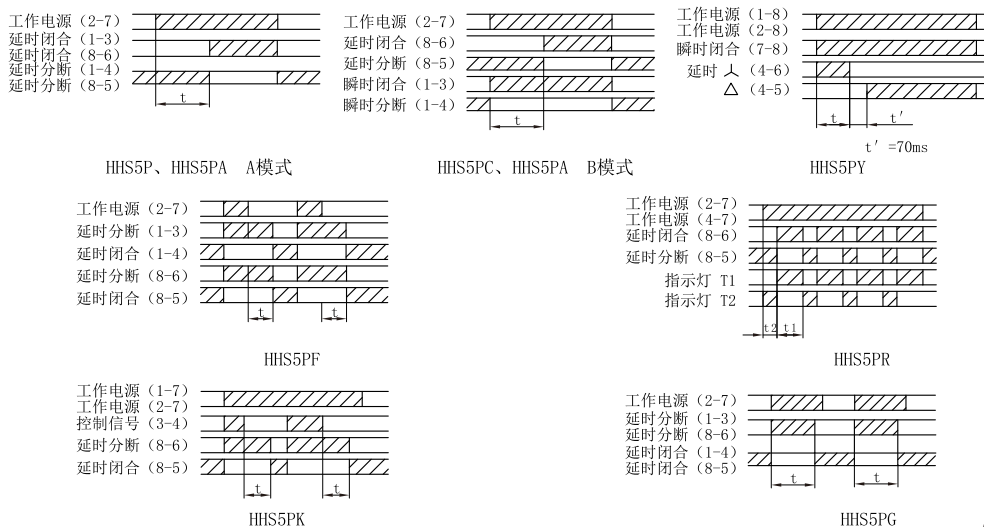 工作电源 (2-7)
延时闭合 (1-3)
延时闭合 (8-6)
延时分断 (1-4)
延时分断 (8-5)
t
HHS5P、HHS5PA A模式
工作电源 (2-7)
延时闭合 (8-6)
延时分断 (8-5)
瞬时闭合 (1-3)
瞬时分断 (1-4)
t
HHS5PC、HHS5PA B模式
工作电源 (1-8)
工作电源 (2-8)
瞬时闭合 (7-8)
延时 人 (4-6)
△ (4-5)
t t′
t′ =70ms
HHS5PY
工作电源 (2-7)
延时分断 (1-3)
延时闭合 (1-4)
延时分断 (8-6)
延时闭合 (8-5)
t t
HHS5PF
工作电源 (2-7)
工作电源 (4-7)
延时闭合 (8-6)
延时分断 (8-5)
指示灯 T1
指示灯 T2
t2 t1
HHS5PR
工作电源 (1-7)
工作电源 (2-7)
控制信号 (3-4)
延时分断 (8-6)
延时闭合 (8-5)
t t
HHS5PK
工作电源 (2-7)
延时分断 (1-3)
延时分断 (8-6)
延时闭合 (1-4)
延时闭合 (8-5)
t t
HHS5PG